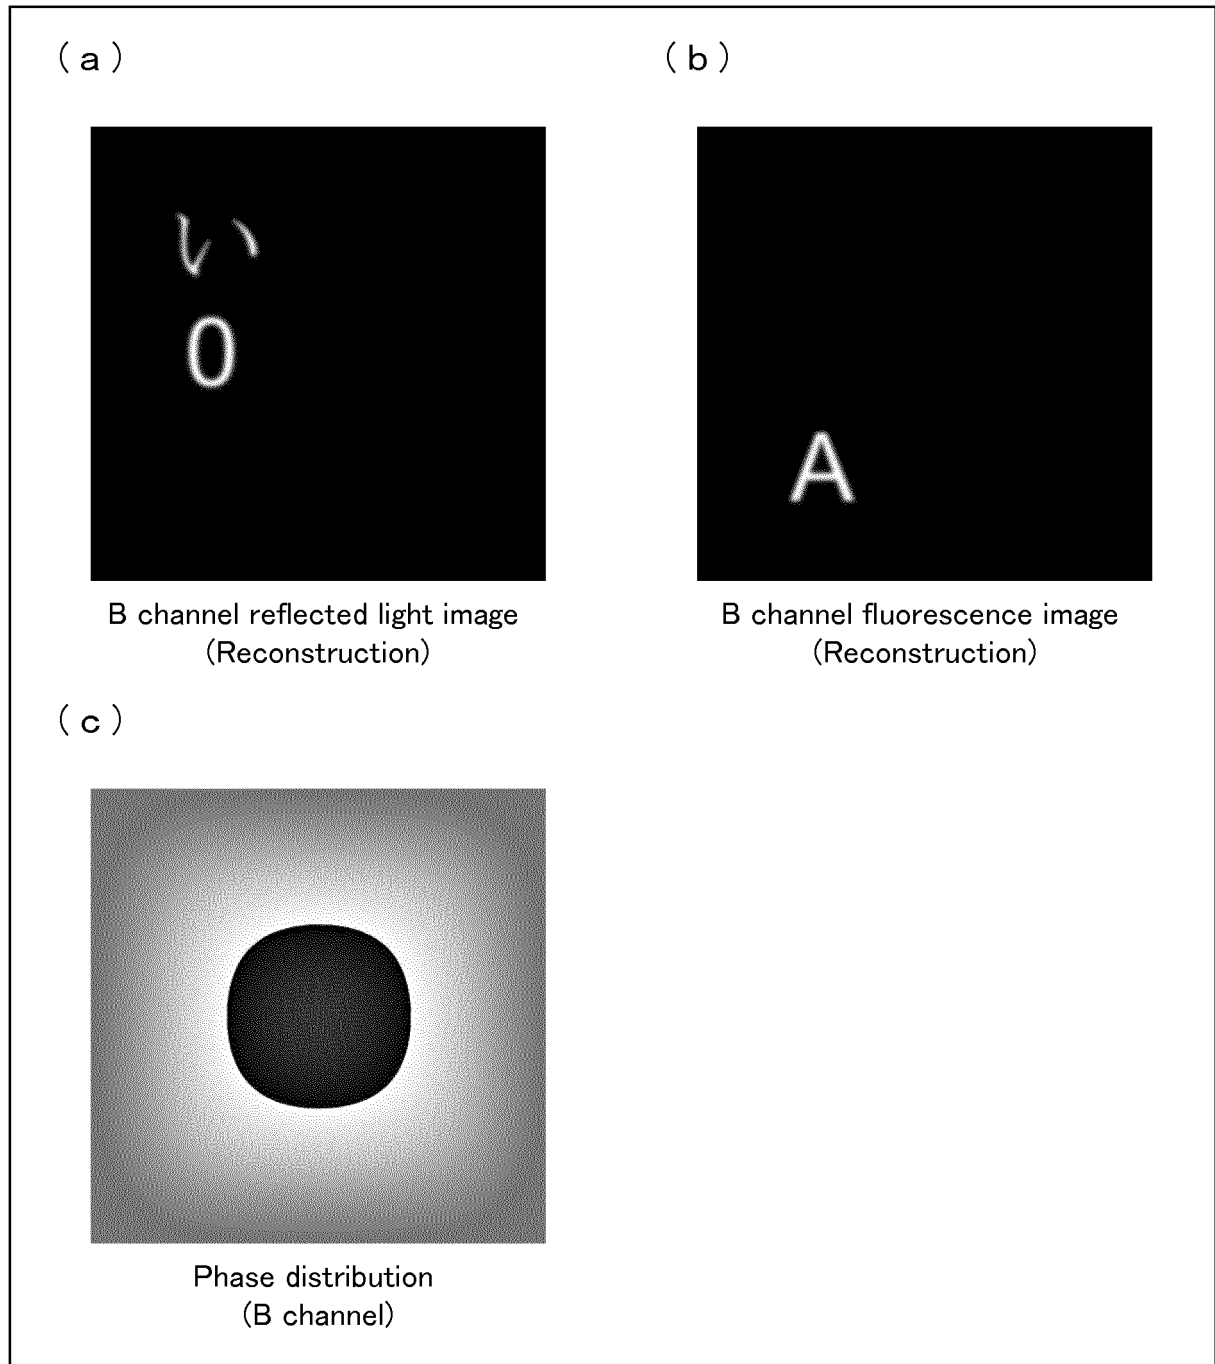 ( a )
い
0
B channel reflected light image
(Reconstruction)
( b )
A
B channel fluorescence image
(Reconstruction)
( c )
Phase distribution
(B channel)